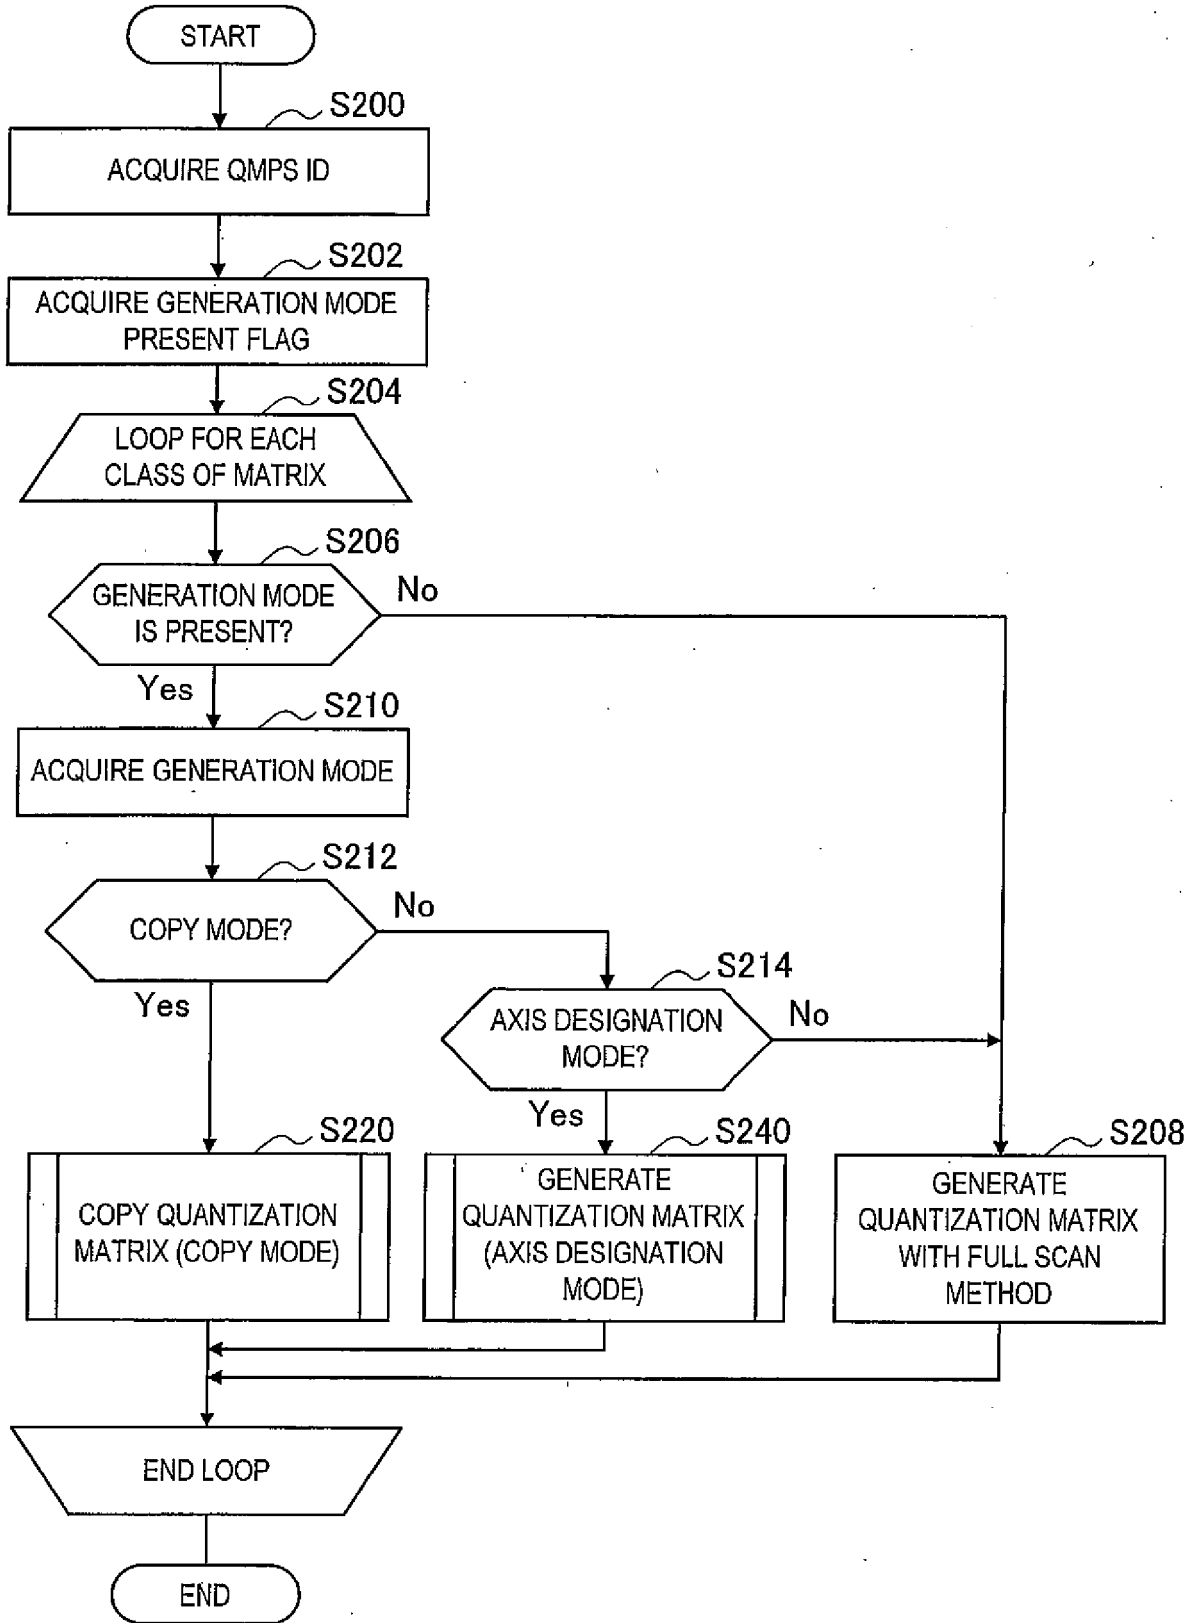 START
S200
ACQUIRE QMPS ID
S202
ACQUIRE GENERATION MODE
PRESENT FLAG
S204
LOOP FOR EACH
CLASS OF MATRIX
S206
GENERATION MODE
IS PRESENT?
No
Yes
S210
ACQUIRE GENERATION MODE
S212
COPY MODE?
No
Yes
S214
AXIS DESIGNATION
MODE?
No
Yes
S220
COPY QUANTIZATION
MATRIX (COPY MODE)
S240
GENERATE
QUANTIZATION MATRIX
(AXIS DESIGNATION
MODE)
S208
GENERATE
QUANTIZATION MATRIX
WITH FULL SCAN
METHOD
END LOOP
END